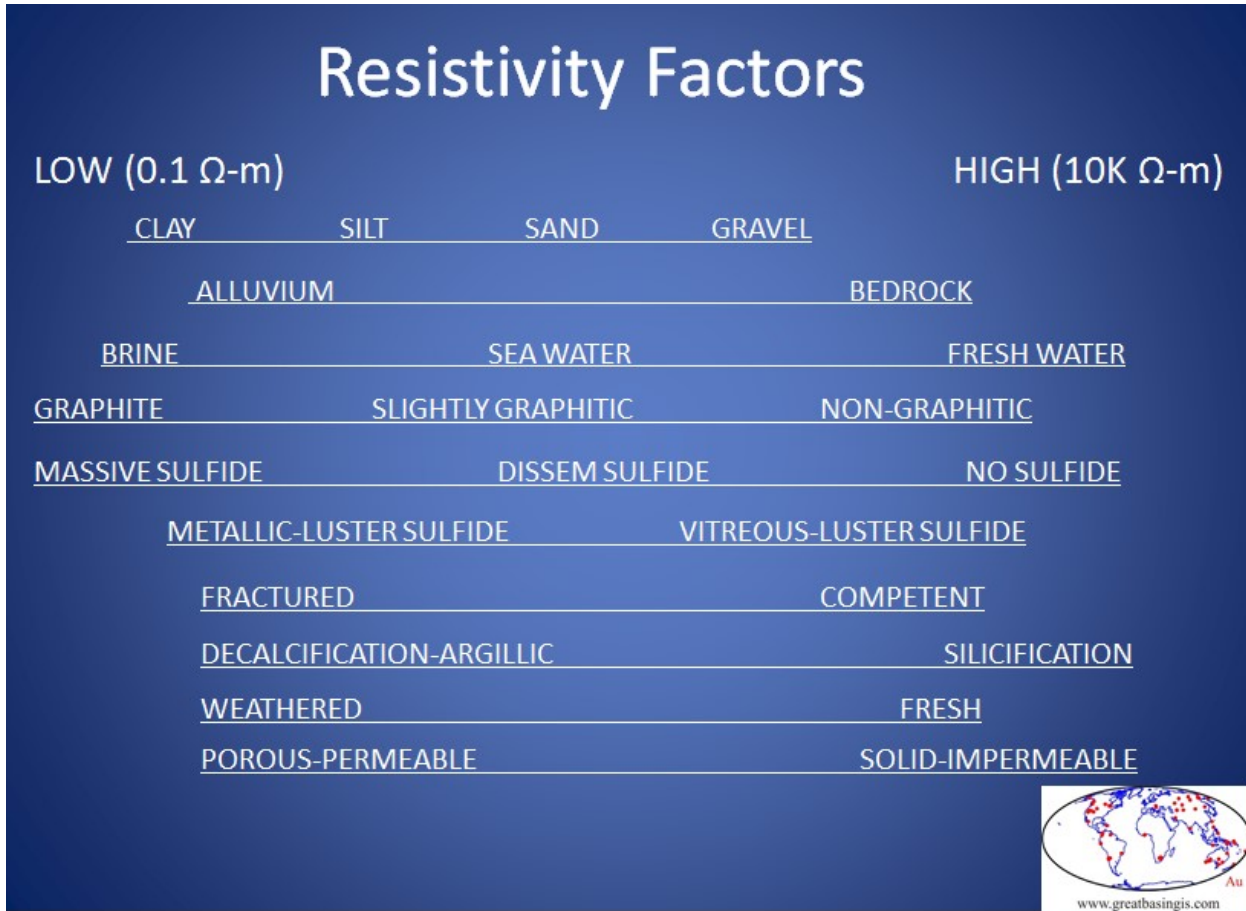 Resistivity Factors
LOW (0.1 Ω-m) HIGH (10K Ω-m)
CLAY SILT SAND GRAVEL
ALLUVIUM BEDROCK
BRINE SEA WATER FRESH WATER
GRAPHITE SLIGHTLY GRAPHITIC NON-GRAPHITIC
MASSIVE SULFIDE DISSEM SULFIDE NO SULFIDE
METALLIC-LUSTER SULFIDE VITREOUS-LUSTER SULFIDE
FRACTURED COMPETENT
DECALCIFICATION-ARGILLIC SILICIFICATION
WEATHERED FRESH
POROUS-PERMEABLE SOLID-IMPERMEABLE
Au
www.greatbasingis.com